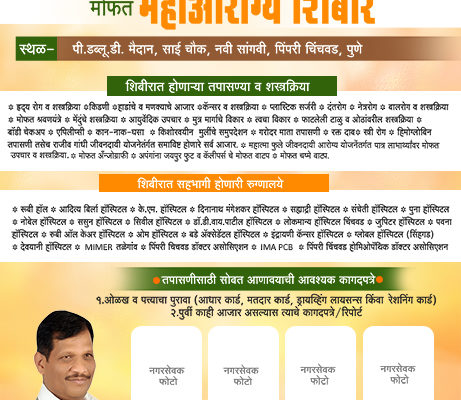 मोफत महाआरोग्य शिबीर
स्थळ- पी.डब्लू.डी. मैदान, साई चौक, नवी सांगवी, पिंपरी चिंचवड, पुणे
शिबीरात होणाऱ्या तपासण्या व शस्त्रक्रिया
✲ हृदय रोग व शस्त्रक्रिया ✲किडणी ✲हाडांचे व मणक्याचे आजार ✲कॅन्सर व शस्त्रक्रिया ✲ प्लास्टिक सर्जरी ✲ दंतरोग ✲ नेत्ररोग ✲ बालरोग व शस्त्रक्रिया
✲ मोफत श्रवणयंत्रे ✲ मेंदुचे शस्त्रक्रीया ✲ आयुर्वेदिक उपचार ✲ मुत्र मार्गाचे विकार ✲ त्वचा विकार ✲ फाटलेली टाळु व ओठांवरील शस्त्रक्रीया ✲
बॉडी चेकअप ✲ एपिलीप्सी ✲ कान-नाक-घसा ✲ किशोरवयीन मुलींचे समुपदेशन ✲ गरोदर माता तपासणी ✲ रक्त दाब✲ स्त्री रोग ✲ हिमोग्लोबिन
तपासणी तसेच राजीव गांधी जीवनदायी योजनेतंर्गत समाविष्ट होणारे सर्व आजार. ✲ महात्मा फुले जीवनदायी आरोग्य योजनेतंर्गत पात्र लाभार्थ्यांवर मोफत
उपचार व शस्त्रक्रिया. ✲ मोफत अँन्जोग्राफी ✲ अपंगांना जयपुर फुट व कॅलीपर्स चे मोफत वाटप ✲ मोफत चष्मे वाटप.
शिबीरात सहभागी होणारी रुग्णालये
✲ रूबी हॉल ✲ आदित्य बिर्ला हॉस्पिटल ✲ के.एम. हॉस्पिटल ✲ दिनानाथ मंगेशकर हॉस्पिटल ✲ सह्याद्री हॉस्पिटल ✲ संचेती हॉस्पिटल ✲ पुना हॉस्पिटल
✲ नोबेल हॉस्पिटल ✲ ससुन हॉस्पिटल ✲ सिव्हील हॉस्पिटल ✲ डॉ.डी.वाय.पाटील हॉस्पिटल ✲ लोकमान्य हॉस्पिटल चिंचवड ✲ जुपिटर हॉस्पिटल ✲ पवना
हॉस्पिटल ✲ रुबी ऑल केअर हॉस्पिटल ✲ ओम हॉस्पिटल ✲ बडे अ‍ॅक्सेडेंटल हॉस्पिटल ✲ इंद्रायणी कॅन्सर हॉस्पिटल ✲ ग्लोबल हॉस्पिटल (सिंहगड)
✲ देवयानी हॉस्पिटल ✲ MIMER तळेगांव ✲ पिंपरी चिंचवड डॉक्टर असोसिएशन ✲ IMA PCB ✲ पिंपरी चिंचवड होमिओपॅथिक डॉक्टर असोसिएशन
तपासणीसाठी सोबत आणावयाची आवश्यक कागदपत्रे
१.ओळख व पत्त्याचा पुरावा (आधार कार्ड, मतदार कार्ड, ड्रायव्हिंग लायसन्स किंवा रेशनिंग कार्ड)
२.पुर्वी काही आजार असल्यास त्याचे कागदपत्रे/रिपोर्ट
नगरसेवक फोटो नगरसेवक फोटो नगरसेवक फोटो नगरसेवक फोटो